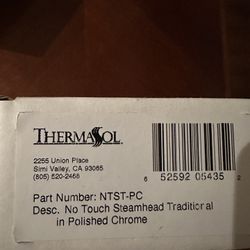 THERMASOL
2255 Union Place
Simi Valley, CA 93065
(805) 520-2468
6 52592 05435 2
Part Number: NTST-PC
Desc. No Touch Steamhead Traditional
in Polished Chrome